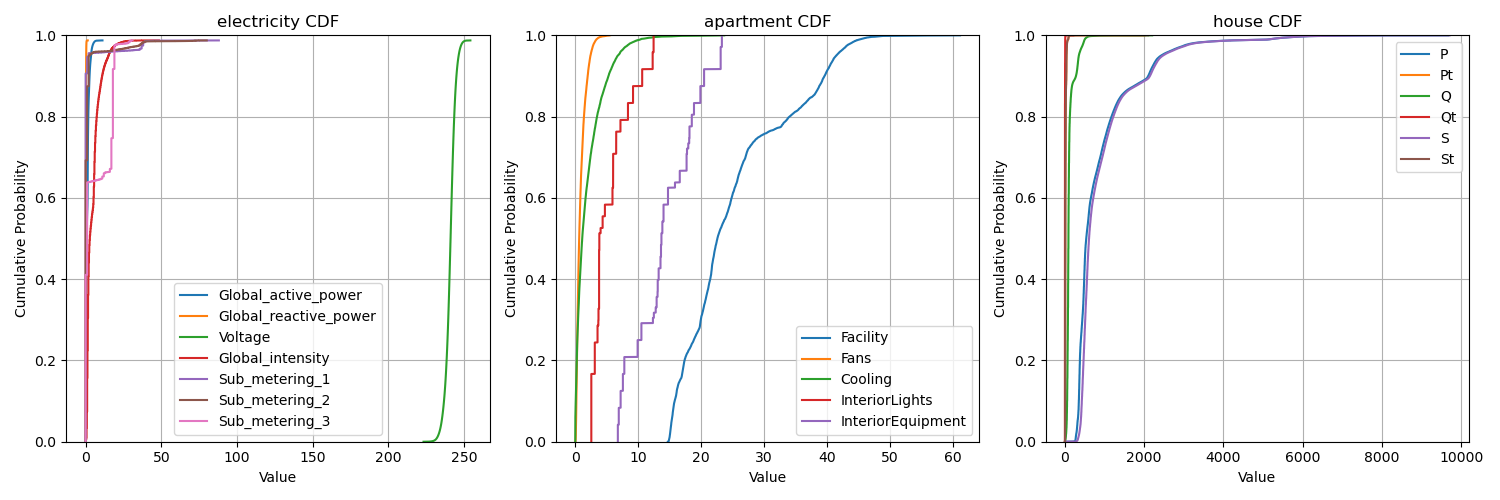 electricity CDF
Cumulative Probability
1.0
0.8
0.6
0.4
0.2
0.0
Global_active_power
Global_reactive_power
Voltage
Global_intensity
Sub_metering_1
Sub_metering_2
Sub_metering_3
0 50 100 150 200 250
Value
apartment CDF
Cumulative Probability
1.0
0.8
0.6
0.4
0.2
0.0
Facility
Fans
Cooling
InteriorLights
InteriorEquipment
0 10 20 30 40 50 60
Value
house CDF
Cumulative Probability
1.0
0.8
0.6
0.4
0.2
0.0
P
Pt
Q
Qt
S
St
0 2000 4000 6000 8000 10000
Value